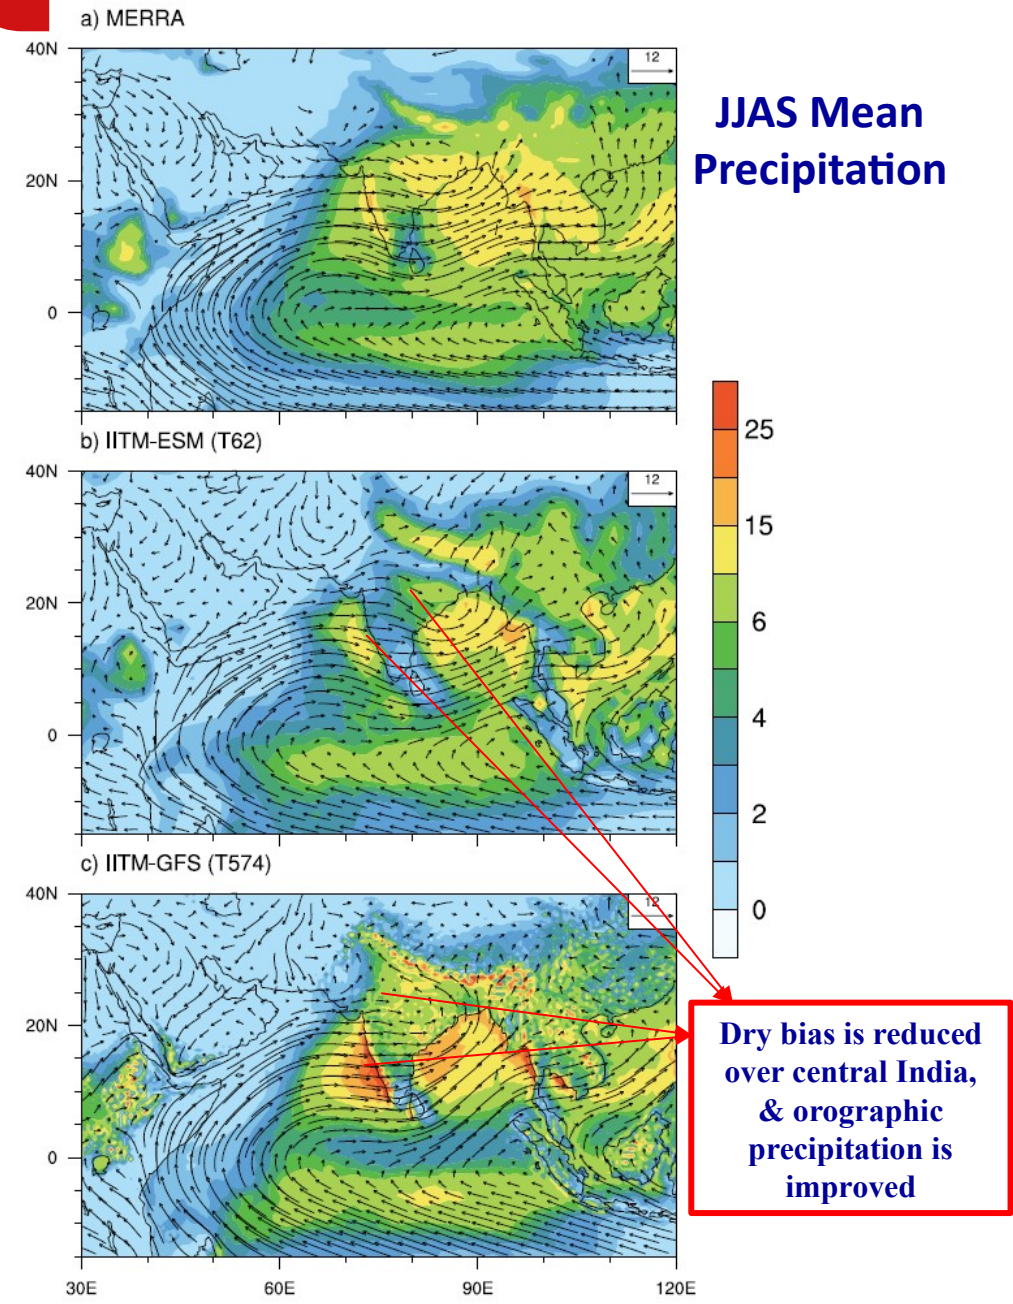 a) MERRA
40N
20N
0
12
JJAS Mean
Precipitation
b) IITM-ESM (T62)
40N
20N
0
12
25
15
6
4
2
0
c) IITM-GFS (T574)
40N
20N
0
12
30E
60E
90E
120E
Dry bias is reduced
over central India,
& orographic
precipitation is
improved